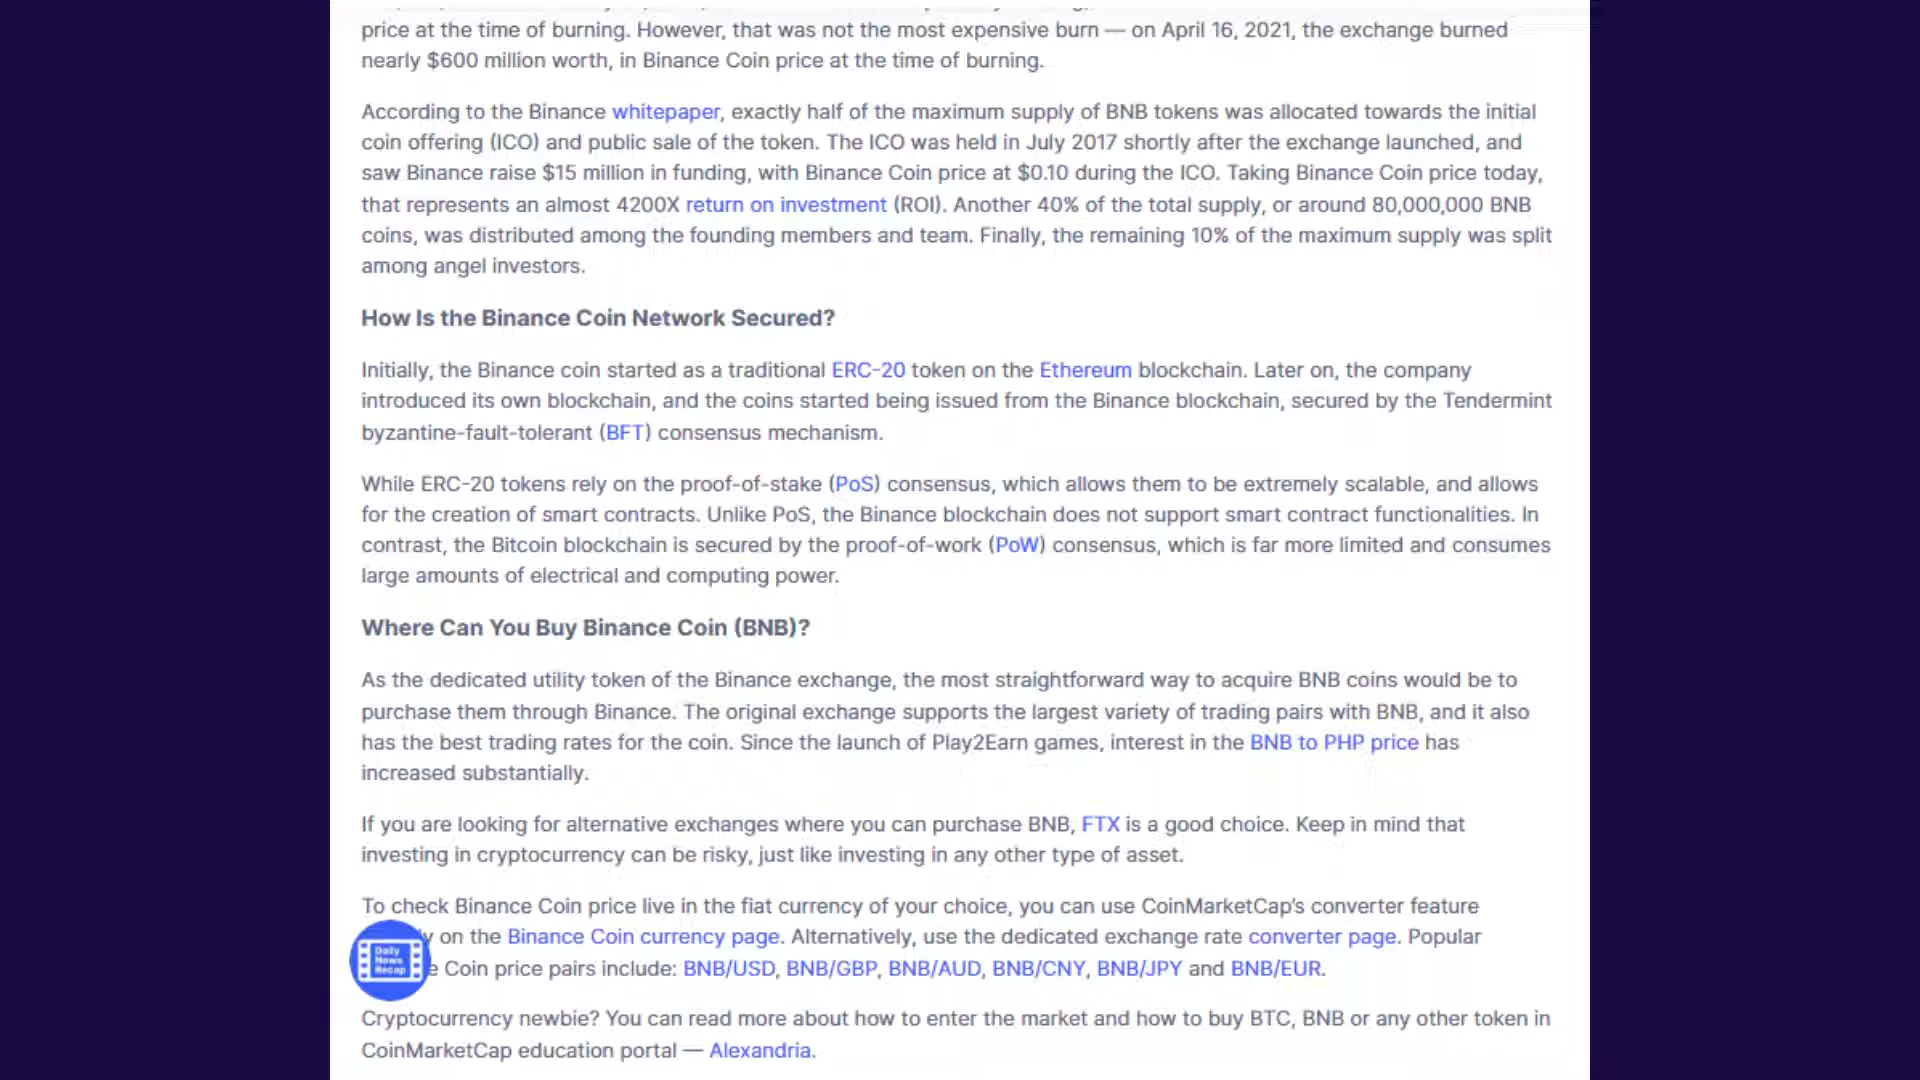 price at the time of burning. However, that was not the most expensive burn — on April 16, 2021, the exchange burned
nearly $600 million worth, in Binance Coin price at the time of burning.
According to the Binance whitepaper, exactly half of the maximum supply of BNB tokens was allocated towards the initial
coin offering (ICO) and public sale of the token. The ICO was held in July 2017 shortly after the exchange launched, and
saw Binance raise $15 million in funding, with Binance Coin price at $0.10 during the ICO. Taking Binance Coin price today,
that represents an almost 4200X return on investment (ROI). Another 40% of the total supply, or around 80,000,000 BNB
coins, was distributed among the founding members and team. Finally, the remaining 10% of the maximum supply was split
among angel investors.
How Is the Binance Coin Network Secured?
Initially, the Binance coin started as a traditional ERC-20 token on the Ethereum blockchain. Later on, the company
introduced its own blockchain, and the coins started being issued from the Binance blockchain, secured by the Tendermint
byzantine-fault-tolerant (BFT) consensus mechanism.
While ERC-20 tokens rely on the proof-of-stake (PoS) consensus, which allows them to be extremely scalable, and allows
for the creation of smart contracts. Unlike PoS, the Binance blockchain does not support smart contract functionalities. In
contrast, the Bitcoin blockchain is secured by the proof-of-work (PoW) consensus, which is far more limited and consumes
large amounts of electrical and computing power.
Where Can You Buy Binance Coin (BNB)?
As the dedicated utility token of the Binance exchange, the most straightforward way to acquire BNB coins would be to
purchase them through Binance. The original exchange supports the largest variety of trading pairs with BNB, and it also
has the best trading rates for the coin. Since the launch of Play2Earn games, interest in the BNB to PHP price has
increased substantially.
If you are looking for alternative exchanges where you can purchase BNB, FTX is a good choice. Keep in mind that
investing in cryptocurrency can be risky, just like investing in any other type of asset.
To check Binance Coin price live in the fiat currency of your choice, you can use CoinMarketCap's converter feature
on the Binance Coin currency page. Alternatively, use the dedicated exchange rate converter page. Popular
Coin price pairs include: BNB/USD, BNB/GBP, BNB/AUD, BNB/CNY, BNB/JPY and BNB/EUR.
Daily
News
Recap
Cryptocurrency newbie? You can read more about how to enter the market and how to buy BTC, BNB or any other token in
CoinMarketCap education portal — Alexandria.